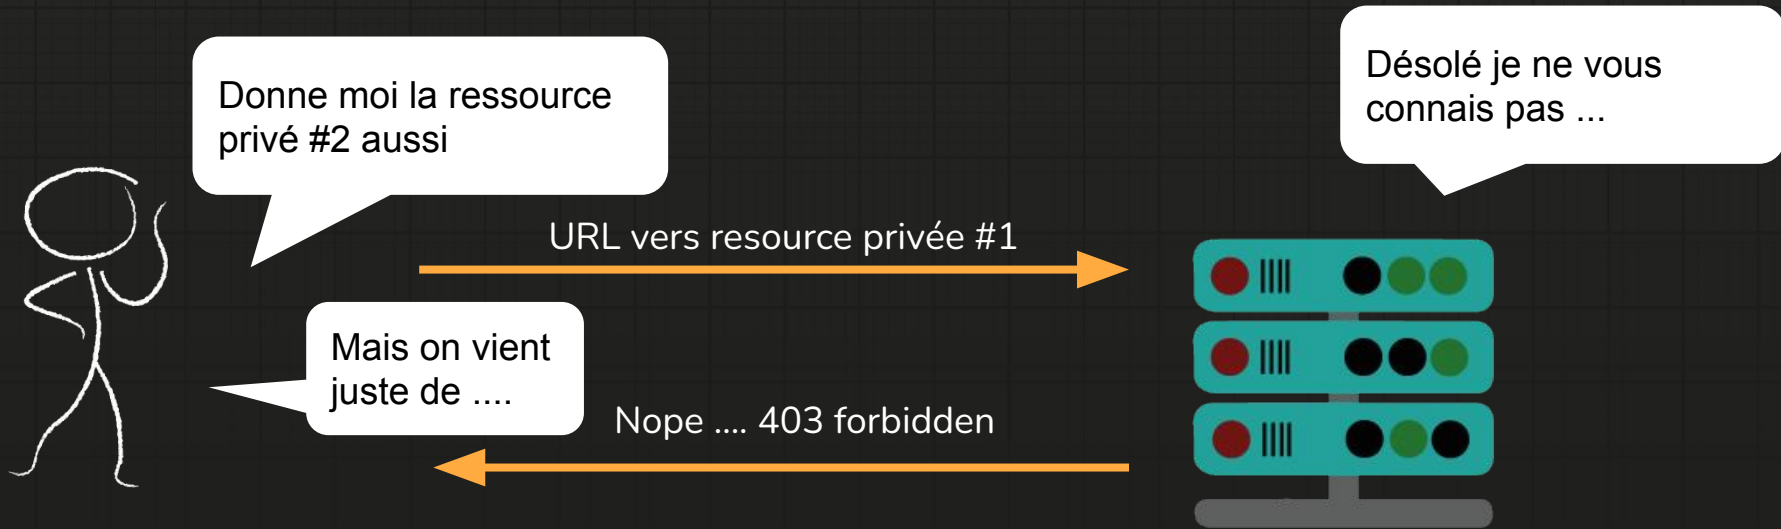 Donne moi la ressource
privé #2 aussi
Désolé je ne vous
connais pas ...
URL vers resource privée #1
Mais on vient
juste de ....
Nope .... 403 forbidden